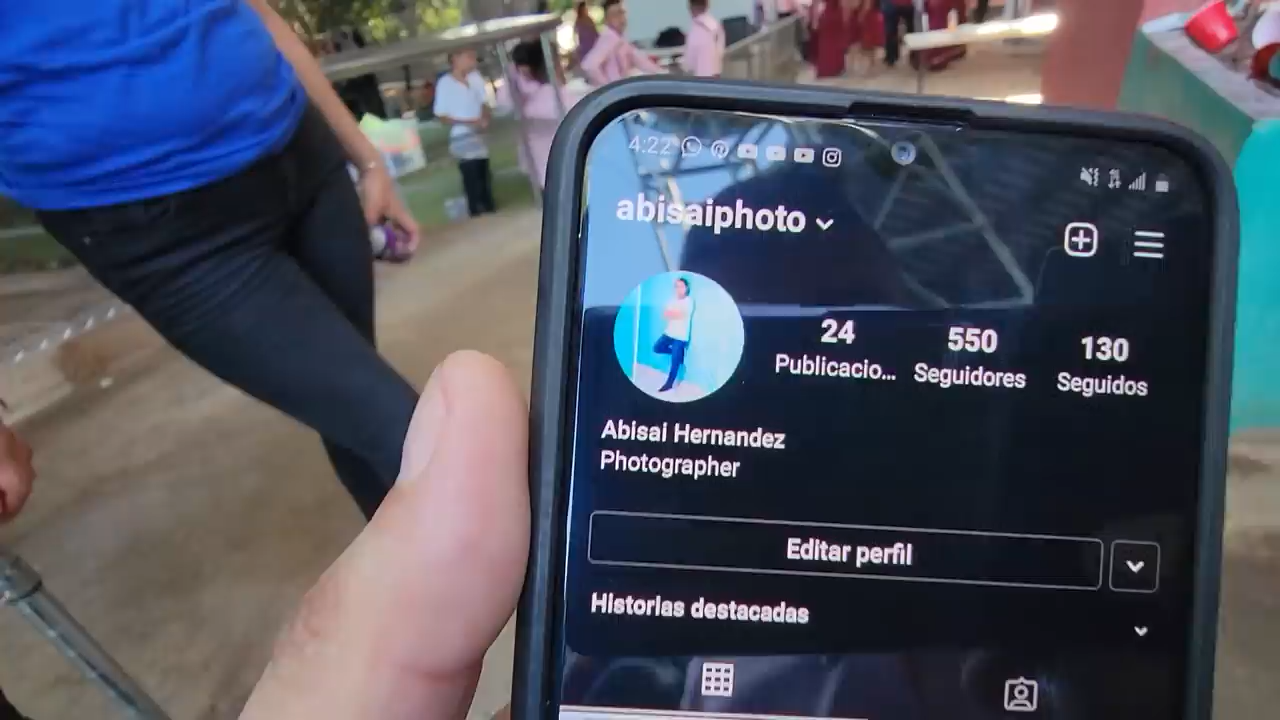 4:22
abisaiphoto
24 550 130
Publicacio... Seguidores Seguidos
Abisai Hernandez
Photographer
Editar perfil
Historias destacadas